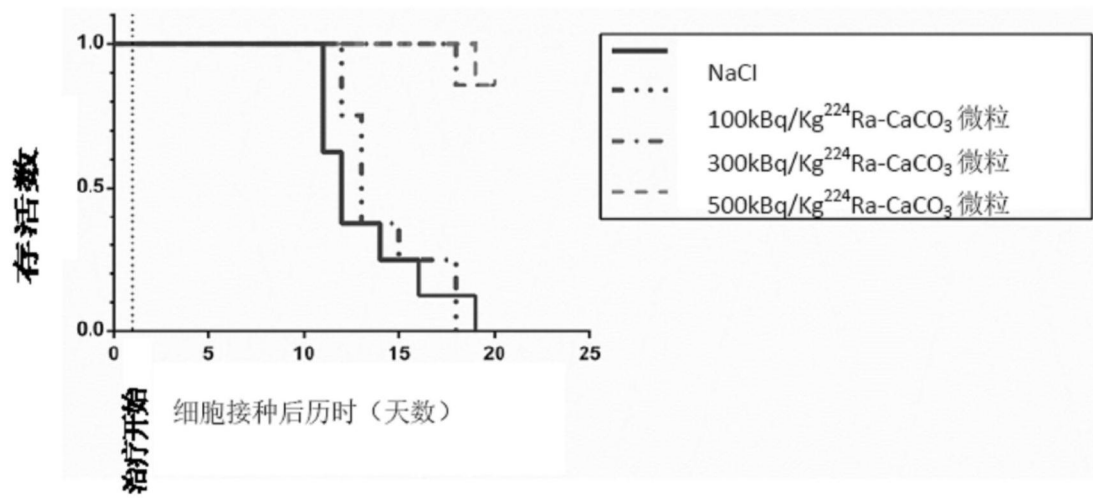 1.0
0.5
0.0
存活数
0 5 10 15 20 25
治疗开始
细胞接种后历时（天数）
NaCl
100kBq/Kg²²⁴Ra-CaCO₃ 微粒
300kBq/Kg²²⁴Ra-CaCO₃ 微粒
500kBq/Kg²²⁴Ra-CaCO₃ 微粒